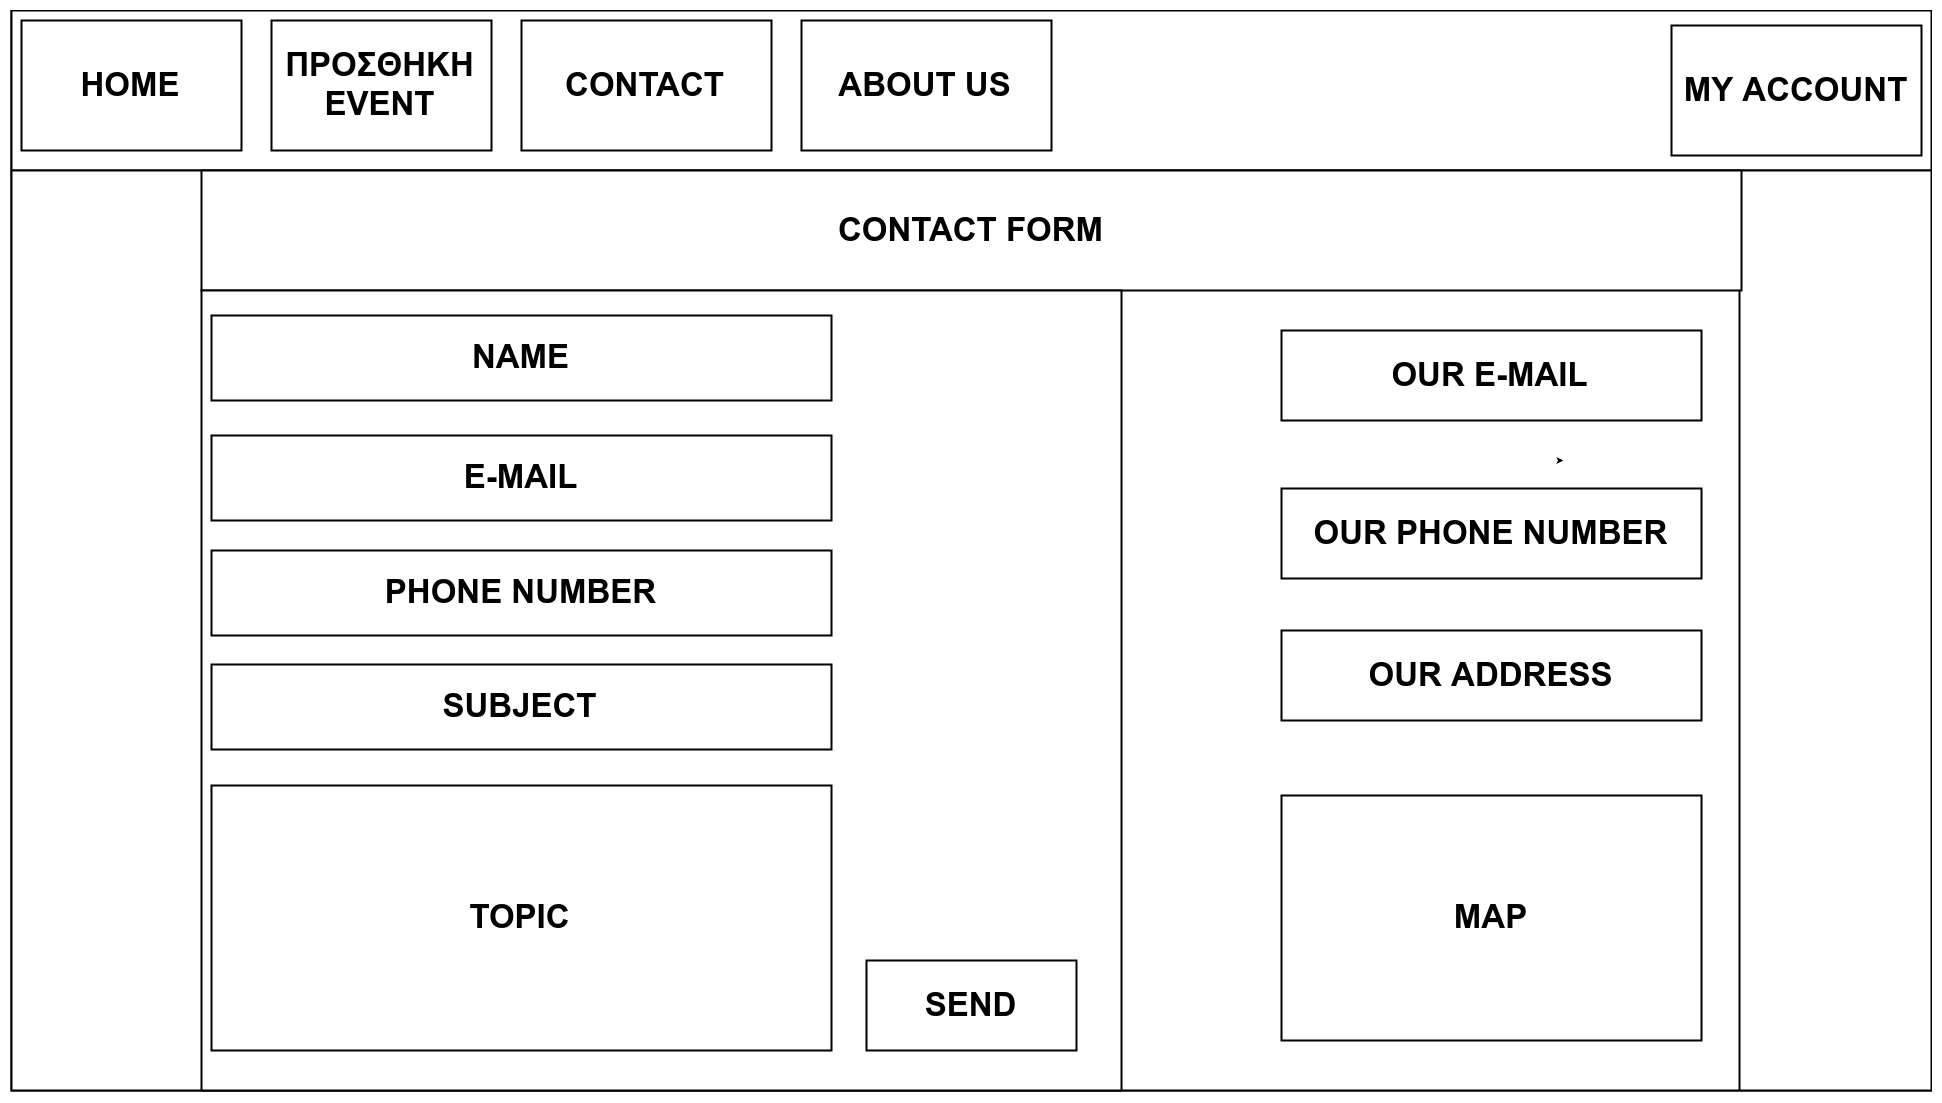 HOME
ΠΡΟΣΘΗΚΗ
EVENT
CONTACT
ABOUT US
MY ACCOUNT
CONTACT FORM
NAME
E-MAIL
PHONE NUMBER
SUBJECT
TOPIC
SEND
OUR E-MAIL
OUR PHONE NUMBER
OUR ADDRESS
MAP